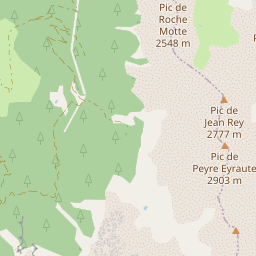 Pic de
Roche
Motte
2548 m
Pic de
Jean Rey
2777 m
Pic de
Peyre Eyraute
2903 m